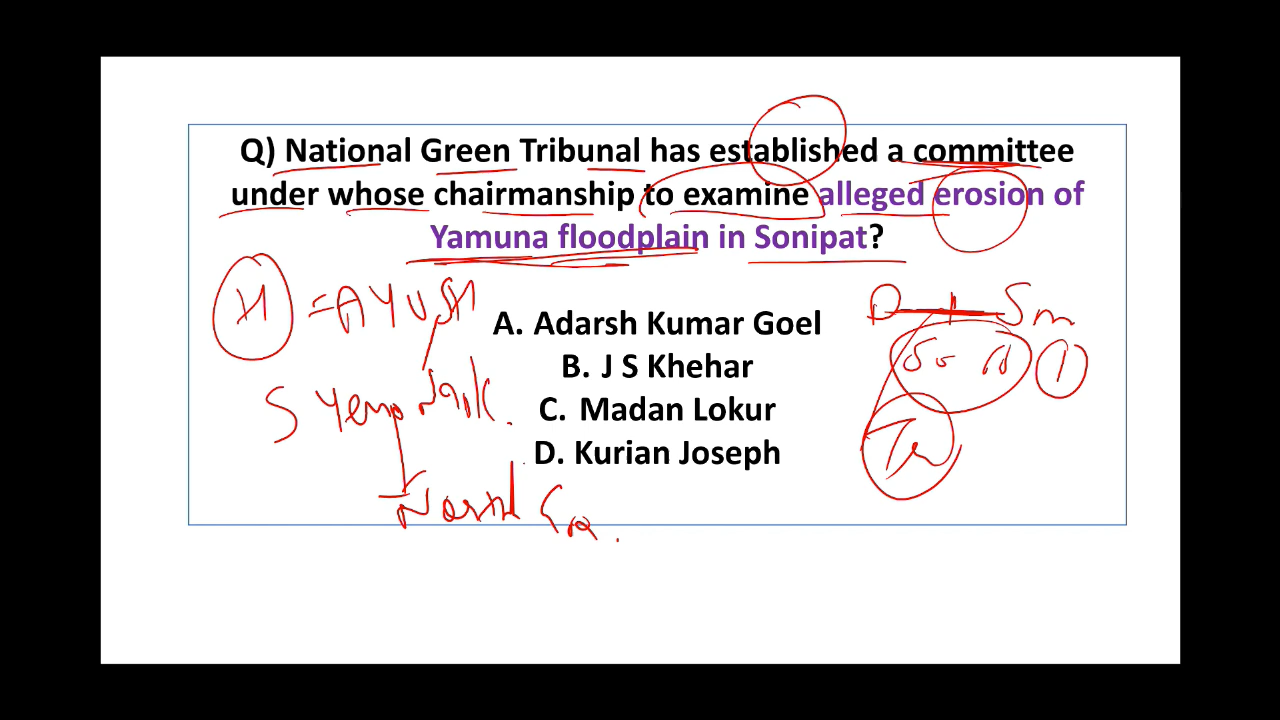 Q) National Green Tribunal has established a committee
under whose chairmanship to examine alleged erosion of
Yamuna floodplain in Sonipat?
H = AYUSH
A. Adarsh Kumar Goel
B. J S Khehar
C. Madan Lokur
D. Kurian Joseph